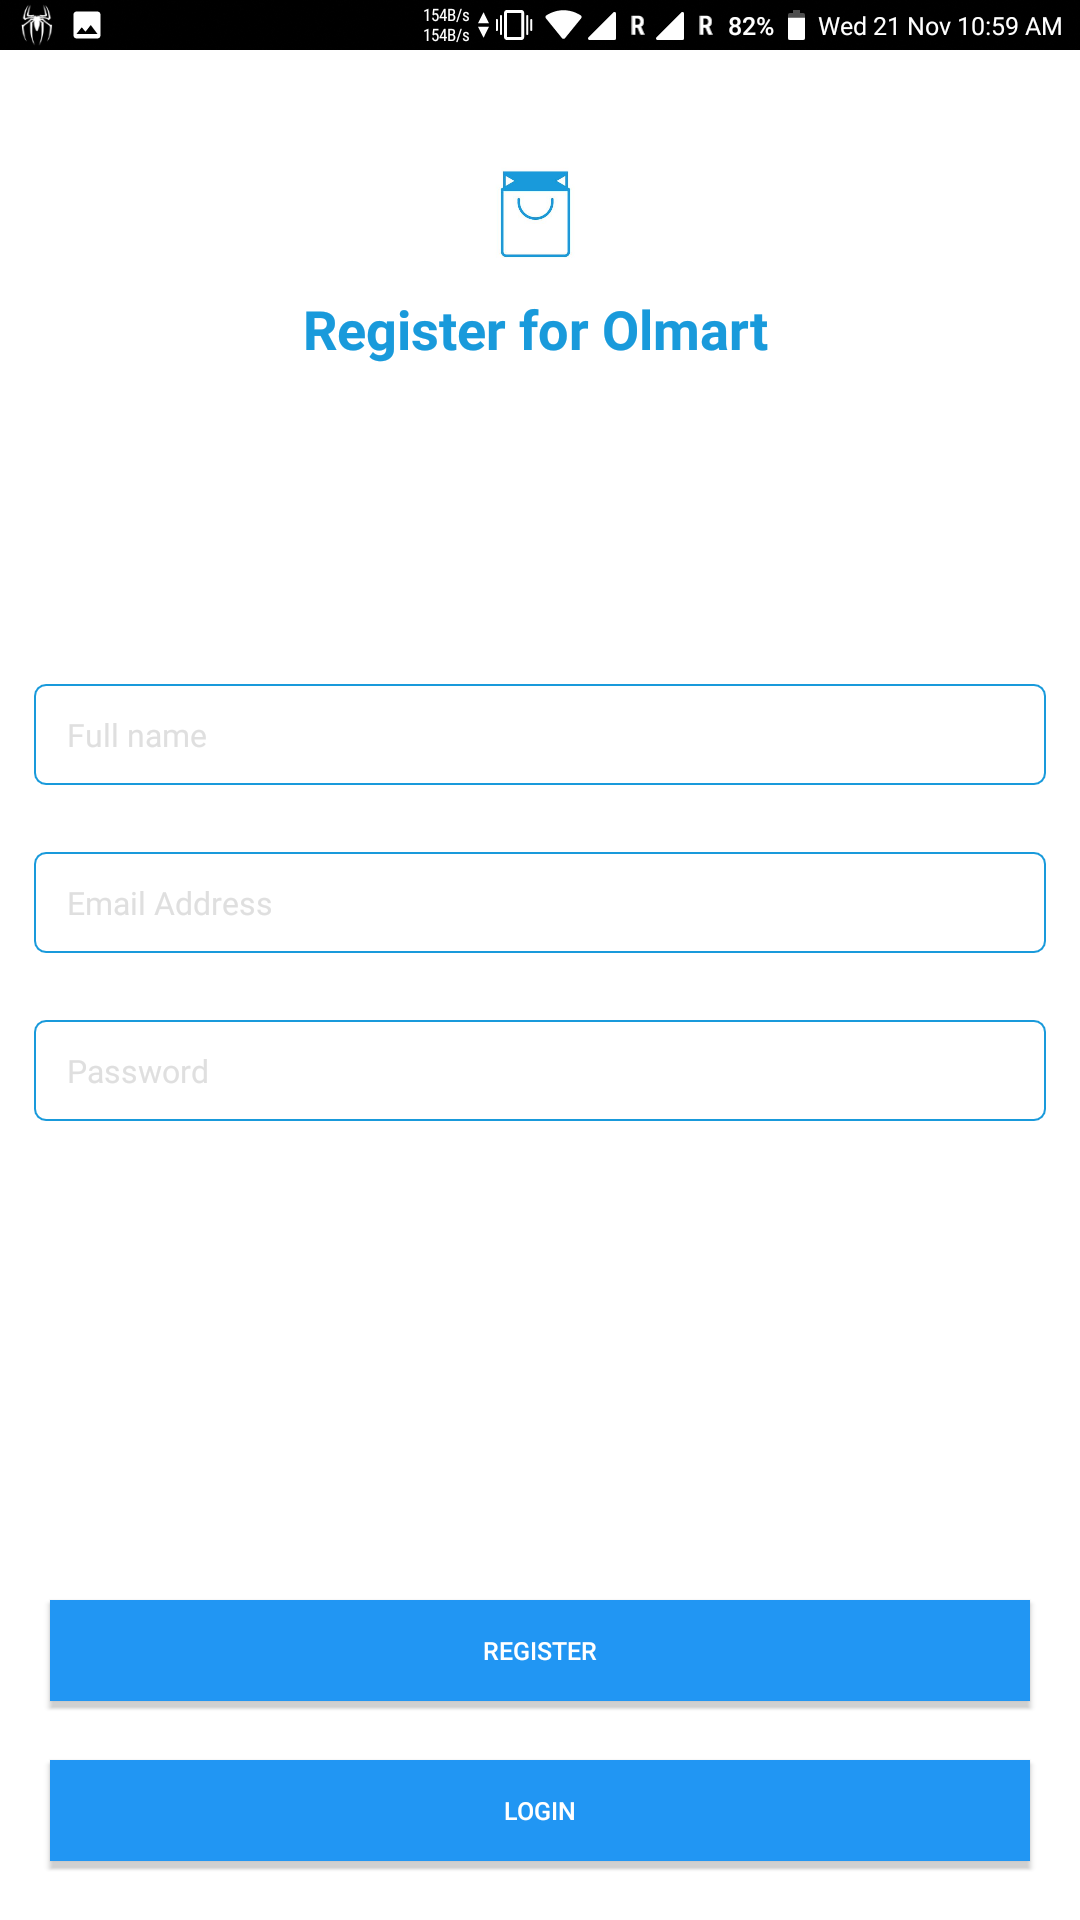 154B/s
154B/s
R R 82% Wed 21 Nov 10:59 AM
Register for Olmart
Full name
Email Address
Password
REGISTER
LOGIN